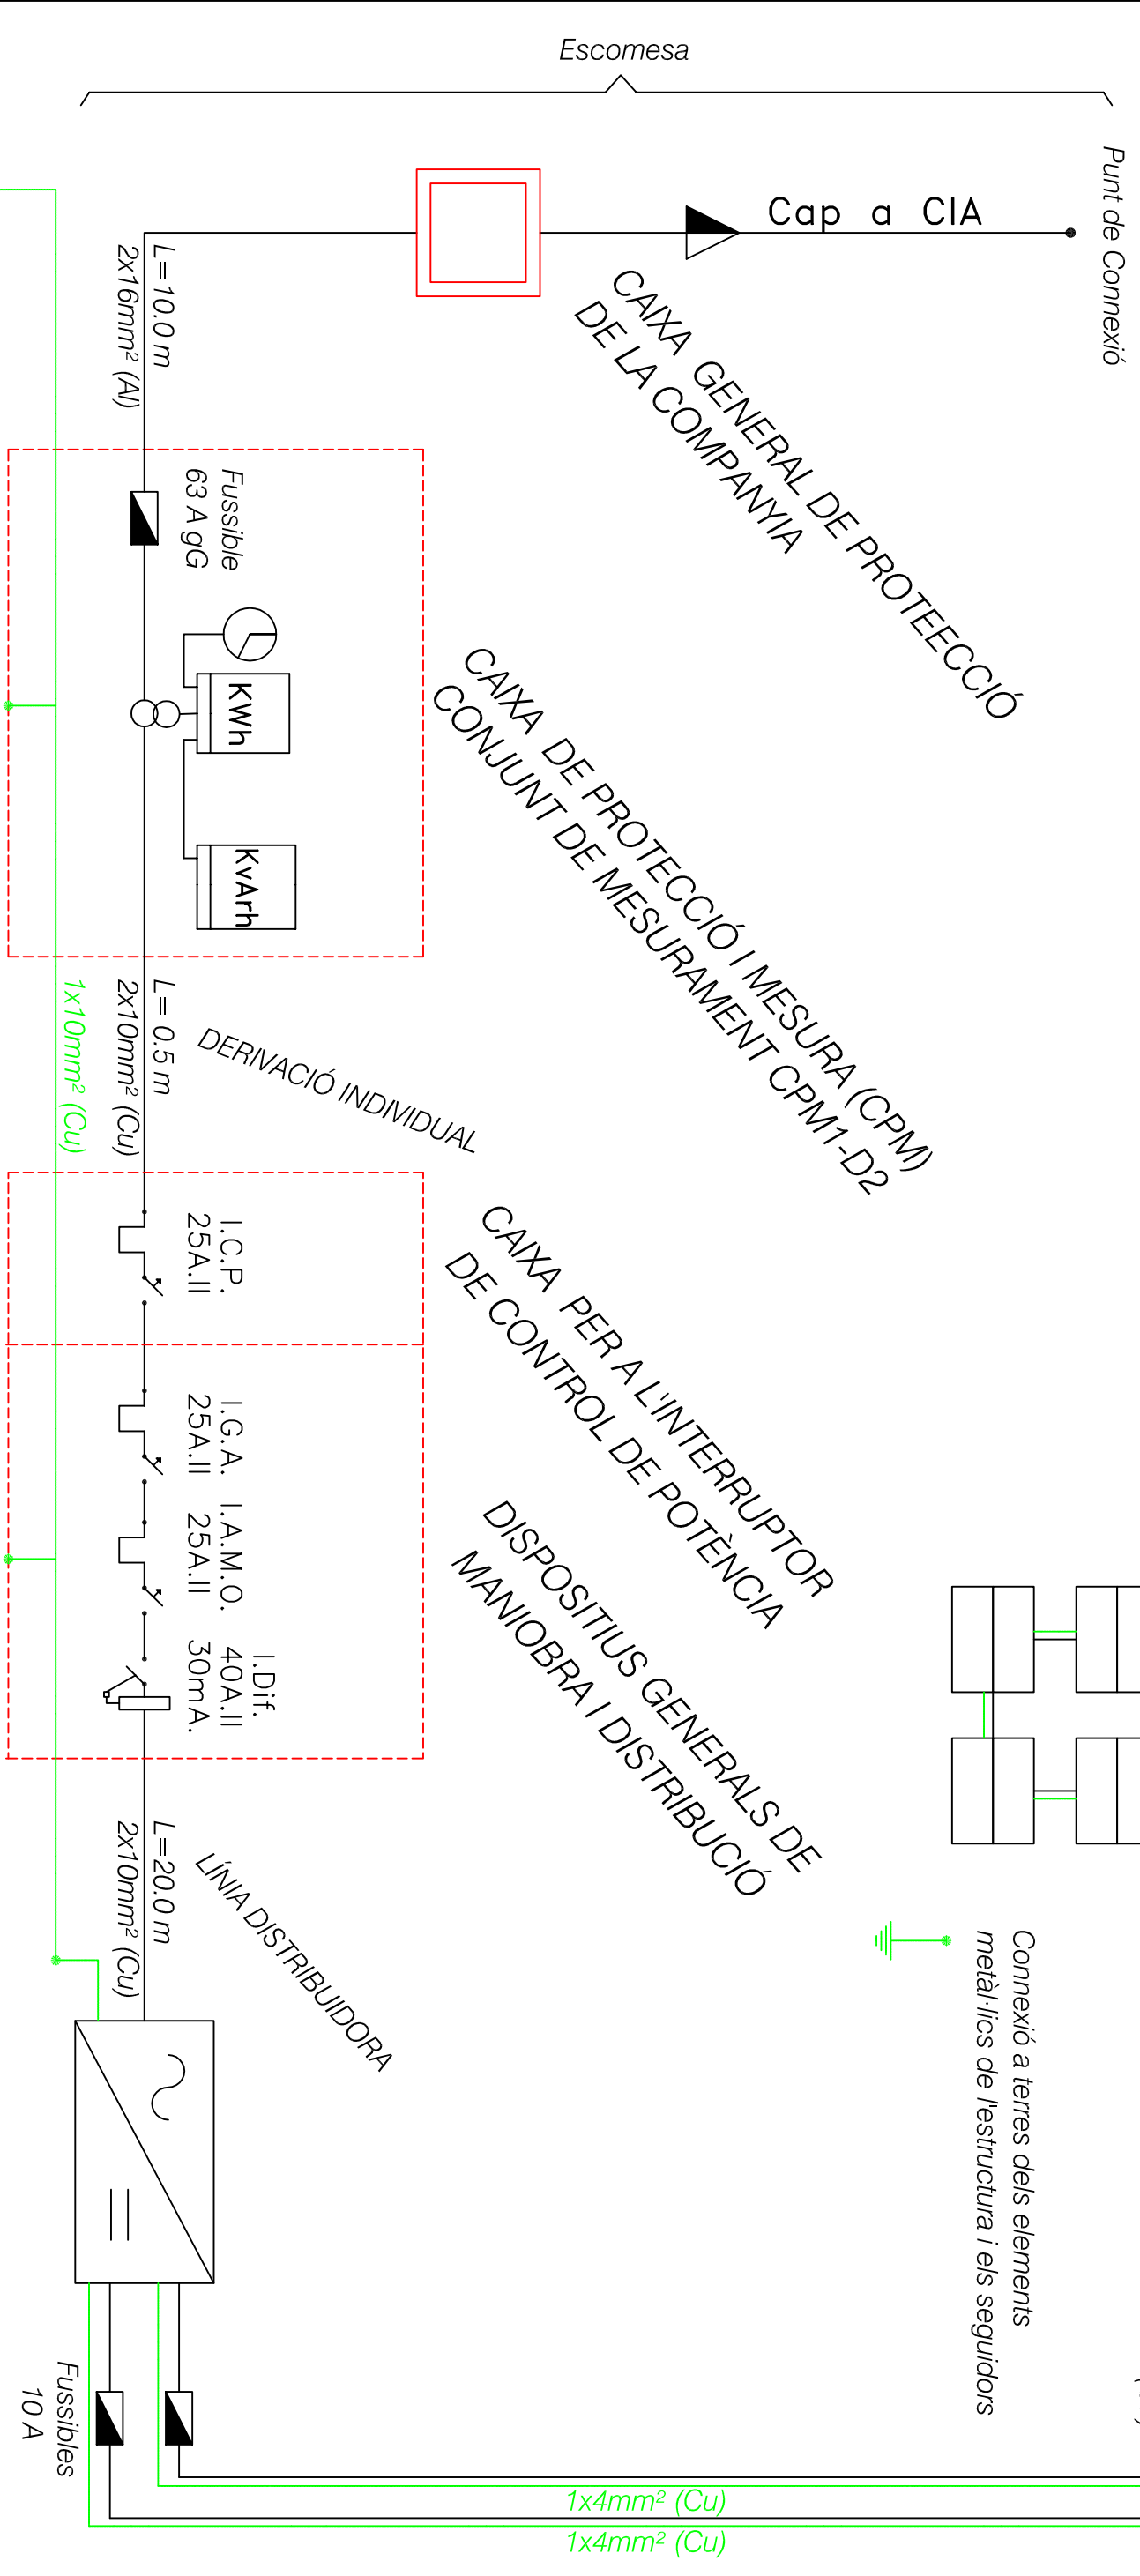 Escomesa
Punt de Connexió
Cap a CIA
CAIXA GENERAL DE PROTEECCIÓ
DE LA COMPANYIA
L=10.0 m
2x16mm² (Al)
Fussible
63 A gG
KWh
KvArh
CAIXA DE PROTECCIÓ I MESURA (CPM)
CONJUNT DE MESURAMENT CPM1-D2
L= 0.5 m
2x10mm² (Cu)
1x10mm² (Cu)
DERIVACIÓ INDIVIDUAL
I.C.P.
25A.II
CAIXA PER A L'INTERRUPTOR
DE CONTROL DE POTÈNCIA
I.G.A.
25A.II
I.A.M.O.
25A.II
I.Dif.
40A.II
30mA.
DISPOSITIUS GENERALS DE
MANIOBRA I DISTRIBUCIÓ
L=20.0 m
2x10mm² (Cu)
LÍNIA DISTRIBUIDORA
Connexió a terres dels elements
metàl·lics de l'estructura i els seguidors
Fussibles
10 A
1x4mm² (Cu)
1x4mm² (Cu)